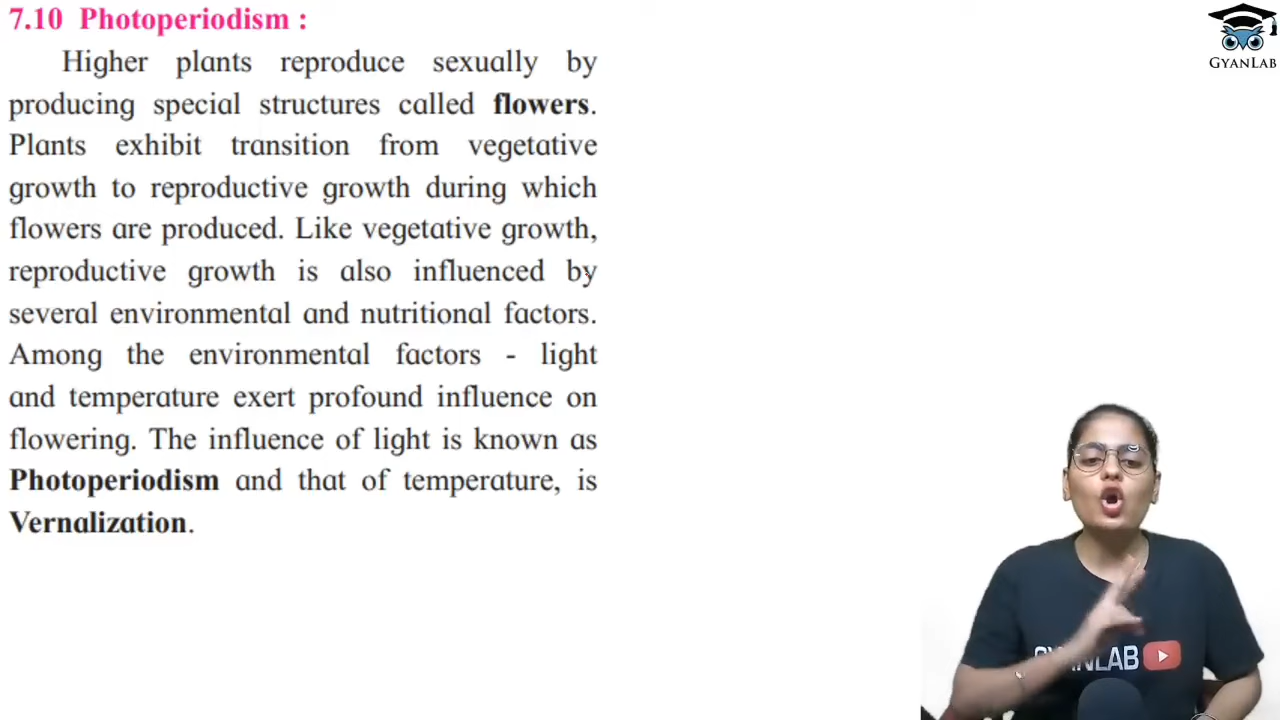 7.10 Photoperiodism :
Higher plants reproduce sexually by
producing special structures called flowers.
Plants exhibit transition from vegetative
growth to reproductive growth during which
flowers are produced. Like vegetative growth,
reproductive growth is also influenced by
several environmental and nutritional factors.
Among the environmental factors - light
and temperature exert profound influence on
flowering. The influence of light is known as
Photoperiodism and that of temperature, is
Vernalization.
GYANLAB
GYANLAB